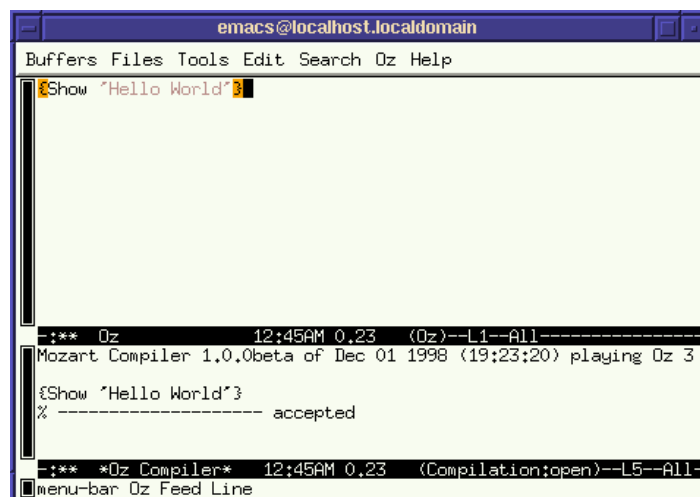 emacs@localhost.localdomain
Buffers Files Tools Edit Search Oz Help
{Show 'Hello World'}
-:**  Oz                12:45AM 0.23   (Oz)--L1--All----------------
Mozart Compiler 1.0.0beta of Dec 01 1998 (19:23:20) playing Oz 3
{Show 'Hello World'}
% -------------------- accepted
-:**  *Oz Compiler*   12:45AM 0.23   (Compilation:open)--L5--All-
menu-bar Oz Feed Line